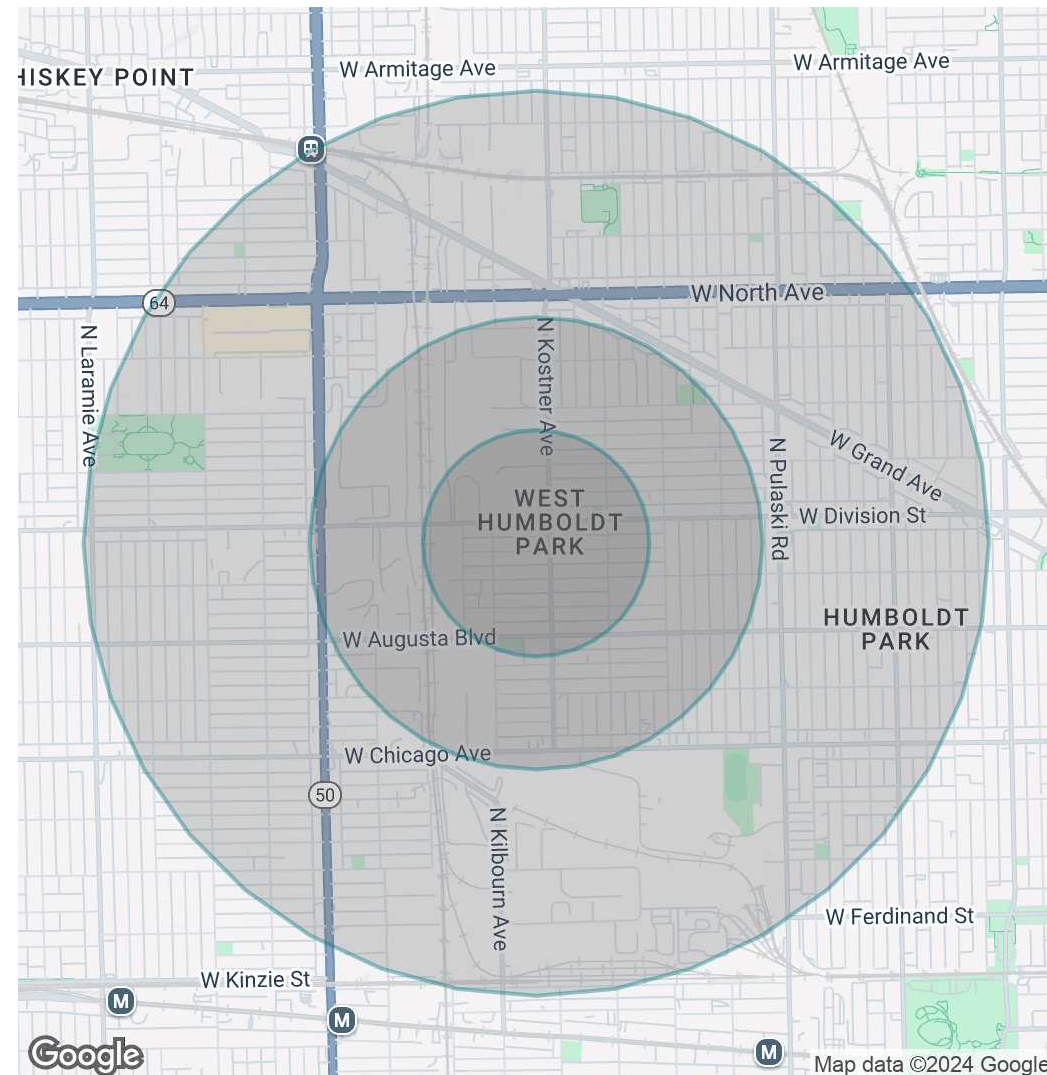 W Armitage Ave
W Armitage Ave
HISKEY POINT
64
W North Ave
N Laramie Ave
N Kostner Ave
W Grand Ave
N Pulaski Rd
WEST
HUMBOLDT
PARK
W Division St
HUMBOLDT
PARK
W Augusta Blvd
W Chicago Ave
50
N Kilbourn Ave
W Ferdinand St
W Kinzie St
M
M
M
Google
Map data ©2024 Google